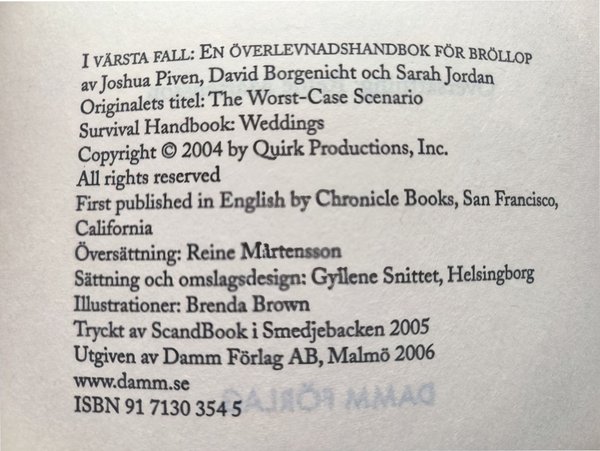 I VÄRSTA FALL: EN ÖVERLEVNADSHANDBOK FÖR BRÖLLOP
av Joshua Piven, David Borgenicht och Sarah Jordan
Originalets titel: The Worst-Case Scenario
Survival Handbook: Weddings
Copyright © 2004 by Quirk Productions, Inc.
All rights reserved
First published in English by Chronicle Books, San Francisco,
California
Översättning: Reine Mårtensson
Sättning och omslagsdesign: Gyllene Snittet, Helsingborg
Illustrationer: Brenda Brown
Tryckt av ScandBook i Smedjebacken 2005
Utgiven av Damm Förlag AB, Malmö 2006
www.damm.se
ISBN 91 7130 354 5
DAMM FÖRLAG